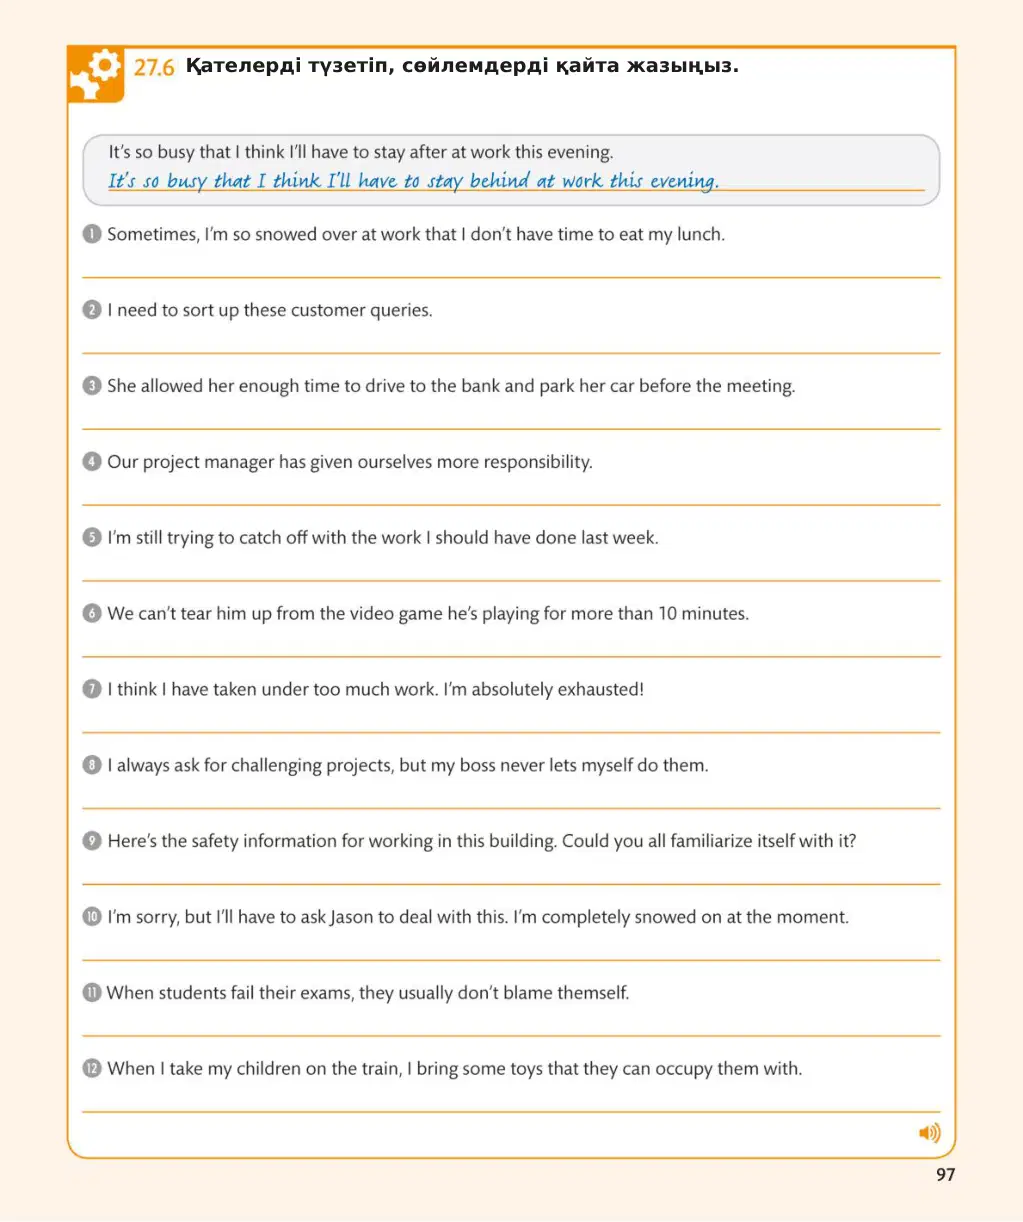 27.6 Қателерді түзетіп, сөйлемдерді қайта жазыңыз.
It's so busy that I think I'll have to stay after at work this evening.
It's so busy that I think I'll have to stay behind at work this evening.
1 Sometimes, I'm so snowed over at work that I don't have time to eat my lunch.
2 I need to sort up these customer queries.
3 She allowed her enough time to drive to the bank and park her car before the meeting.
4 Our project manager has given ourselves more responsibility.
5 I'm still trying to catch off with the work I should have done last week.
6 We can't tear him up from the video game he's playing for more than 10 minutes.
7 I think I have taken under too much work. I'm absolutely exhausted!
8 I always ask for challenging projects, but my boss never lets myself do them.
9 Here's the safety information for working in this building. Could you all familiarize itself with it?
10 I'm sorry, but I'll have to ask Jason to deal with this. I'm completely snowed on at the moment.
11 When students fail their exams, they usually don't blame themself.
12 When I take my children on the train, I bring some toys that they can occupy them with.
97